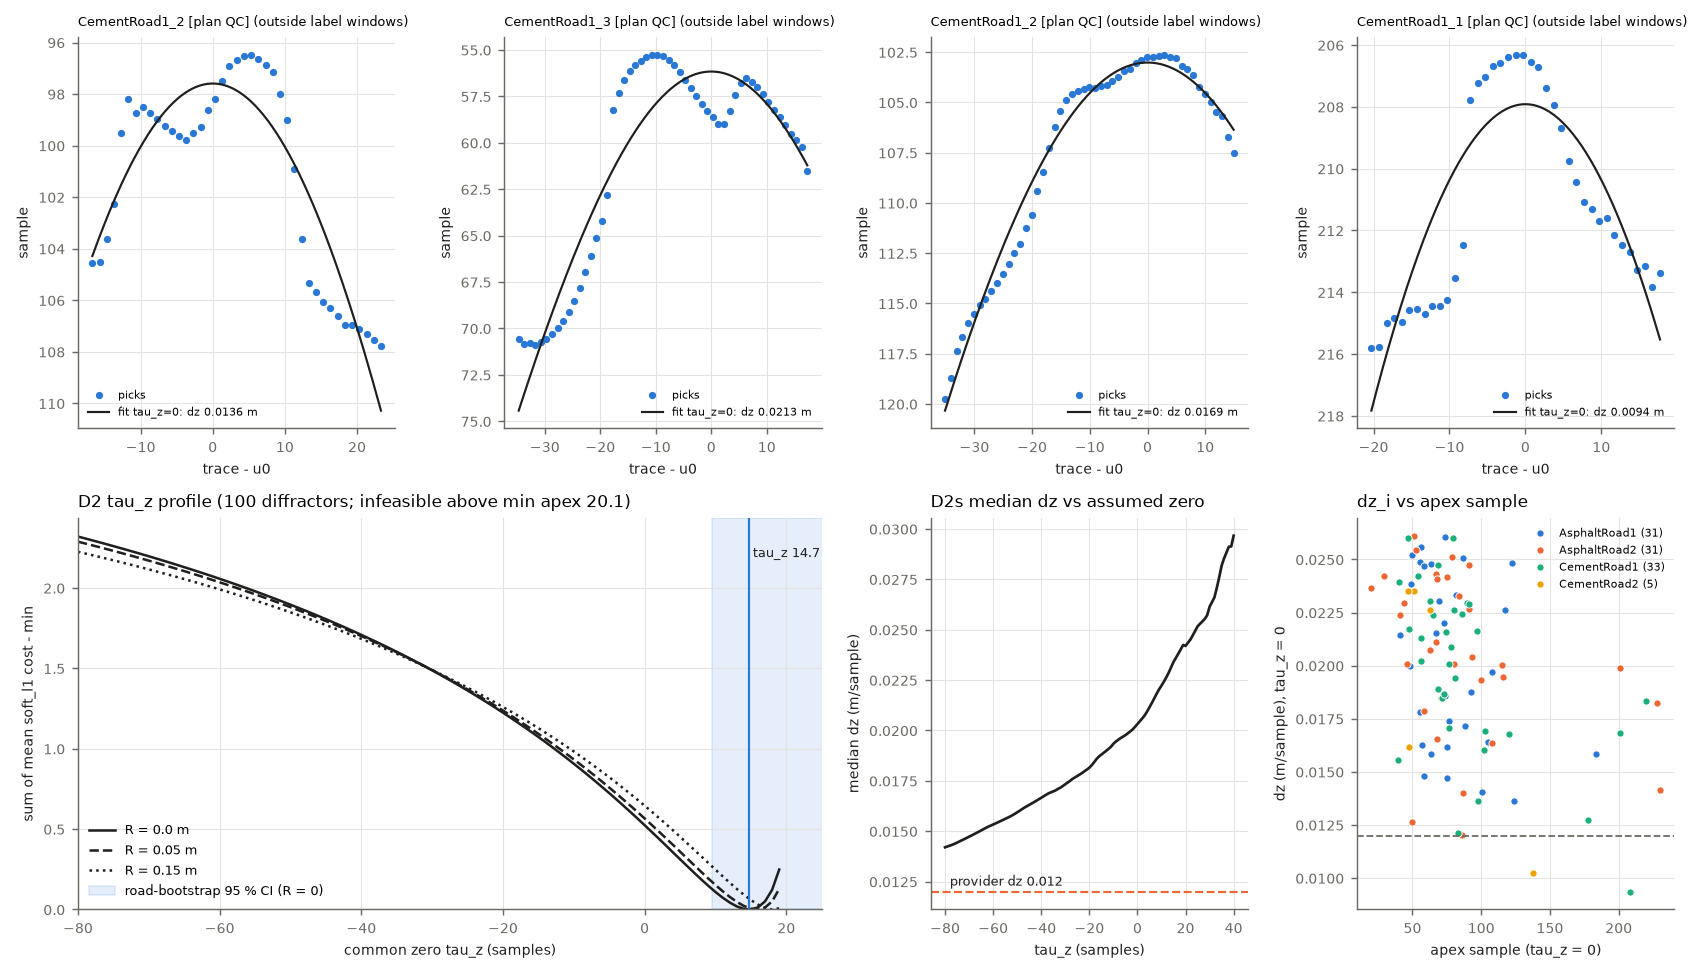 CementRoad1_2 [plan QC] (outside label windows)
96
98
100
102
104
106
108
110
sample
picks
fit tau_z=0: dz 0.0136 m
−10
0
10
20
trace - u0
CementRoad1_3 [plan QC] (outside label windows)
55.0
57.5
60.0
62.5
65.0
67.5
70.0
72.5
75.0
sample
picks
fit tau_z=0: dz 0.0213 m
−30
−20
−10
0
10
trace - u0
CementRoad1_2 [plan QC] (outside label windows)
102.5
105.0
107.5
110.0
112.5
115.0
117.5
120.0
sample
picks
fit tau_z=0: dz 0.0169 m
−30
−20
−10
0
10
trace - u0
CementRoad1_1 [plan QC] (outside label windows)
206
208
210
212
214
216
218
sample
picks
fit tau_z=0: dz 0.0094 m
−20
−10
0
10
trace - u0
D2 tau_z profile (100 diffractors; infeasible above min apex 20.1)
2.0
1.5
1.0
0.5
0.0
sum of mean soft_l1 cost - min
tau_z 14.7
R = 0.0 m
R = 0.05 m
R = 0.15 m
road-bootstrap 95 % CI (R = 0)
−80
−60
−40
−20
0
20
common zero tau_z (samples)
D2s median dz vs assumed zero
0.0300
0.0275
0.0250
0.0225
0.0200
0.0175
0.0150
0.0125
median dz (m/sample)
provider dz 0.012
−80
−60
−40
−20
0
20
40
tau_z (samples)
dz_i vs apex sample
0.0250
0.0225
0.0200
0.0175
0.0150
0.0125
0.0100
dz (m/sample), tau_z = 0
AsphaltRoad1 (31)
AsphaltRoad2 (31)
CementRoad1 (33)
CementRoad2 (5)
50
100
150
200
apex sample (tau_z = 0)